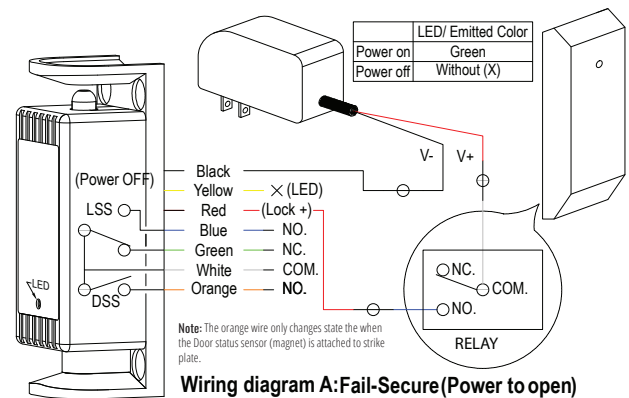 LED/ Emitted Color
Power on Green
Power off Without (X)
V- V+
(Power OFF)
Black
Yellow X (LED)
LSS
Red (Lock +)
Blue NO.
Green NC.
White COM.
Orange NO.
LED
DSS
NC.
COM.
NO.
RELAY
Note: The orange wire only changes state the when
the Door status sensor (magnet) is attached to strike
plate.
Wiring diagram A:Fail-Secure(Power to open)